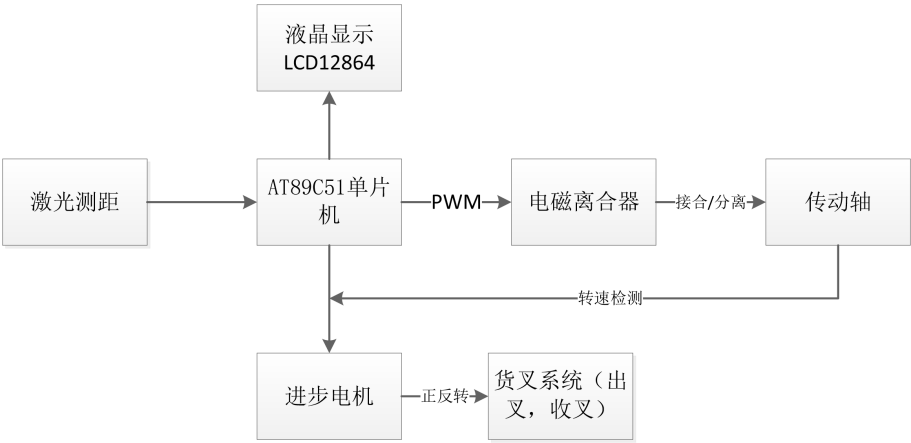 液晶显示
LCD12864
激光测距
AT89C51单片
机
PWM
电磁离合器
接合/分离
传动轴
转速检测
进步电机
正反转
货叉系统（出
叉，收叉）